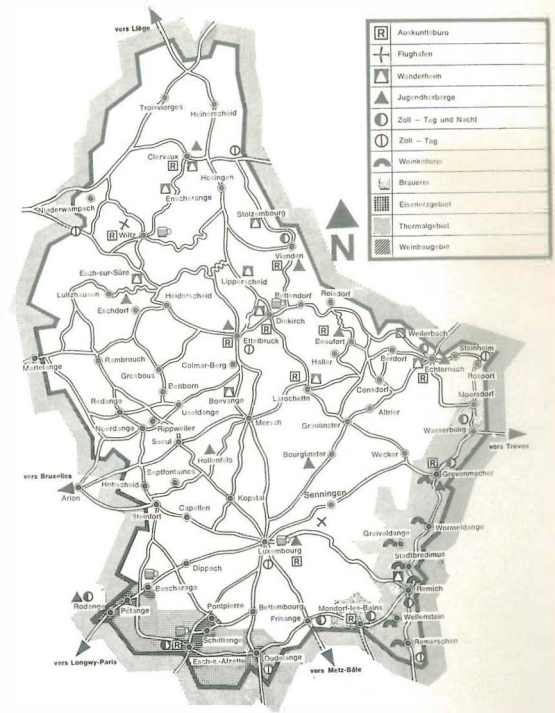 vers Liége
R Auskunftsbüro
Flughafen
Wanderheim
Jugendherberge
Zoll – Tag und Nacht
Zoll – Tag
Weinkellerei
Brauerei
Eisenerzgebiet
Thermalgebiet
Weinbaugebiet
Troisvierges
Heinerscheid
Clervaux
R
Hosingen
Enscherange
Niederwampach
Stolzembourg
R Wiltz
Vianden
R
N
Esch-sur-Sûre
Lipperscheid
Lultzhausen
Heiderscheid
Bettendorf
Reisdorf
Eschdorf
Diekirch
R
Weilerbach
Ettelbruck
R
Beaufort
R
Steinheim
Martelange
Rambrouch
Colmar-Berg
Haller
Berdorf
Echternach
Rosport
R
Grosbous
R
Consdorf
Moersdorf
Bettborn
Boevange
Larochette
Redange
Useldange
Altrier
Wasserbillig
Noerdange
Rippweiler
Mersch
Graulinster
vers Trèves
Saeul
Hollenfels
Bourglinster
Wecker
R
vers Bruxelles
Septfontaines
Grevenmacher
Arlon
Hobscheid
Kopstal
Senningen
Steinfort
Capellen
Wormeldange
Greiveldange
Luxembourg
R
Stadtbredimus
Dippach
Bascharage
Remich
Pétange
Pontpierre
Bettembourg
Mondorf-les-Bains
Rodange
Frisange
R
Wellenstein
Schifflange
Remerschen
R
vers Longwy-Paris
Esch-s.-Alzette
Dudelange
vers Metz-Bâle